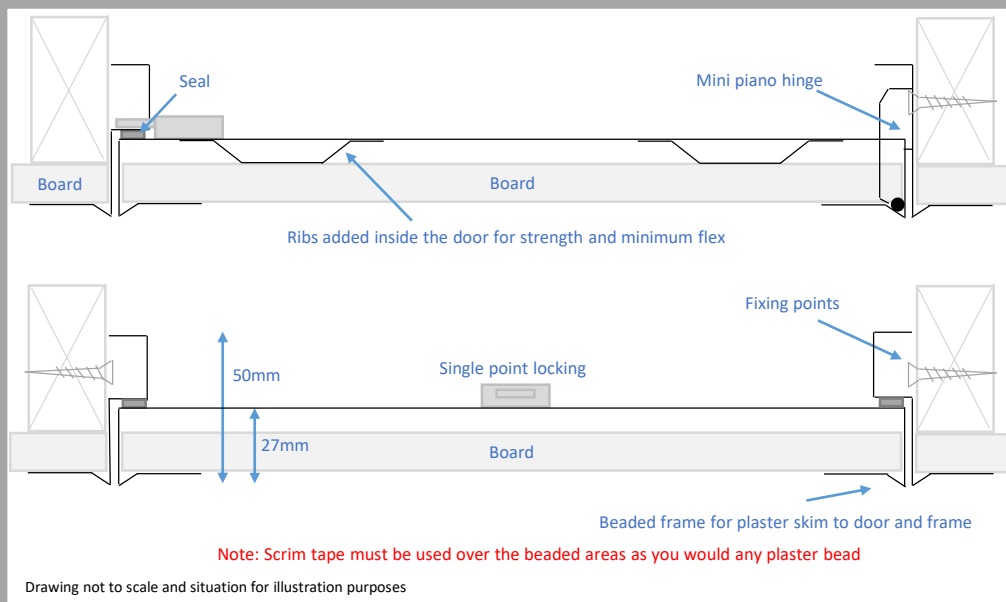 Seal
Mini piano hinge
Board
Board
Ribs added inside the door for strength and minimum flex
Fixing points
50mm
Single point locking
27mm
Board
Beaded frame for plaster skim to door and frame
Note: Scrim tape must be used over the beaded areas as you would any plaster bead
Drawing not to scale and situation for illustration purposes